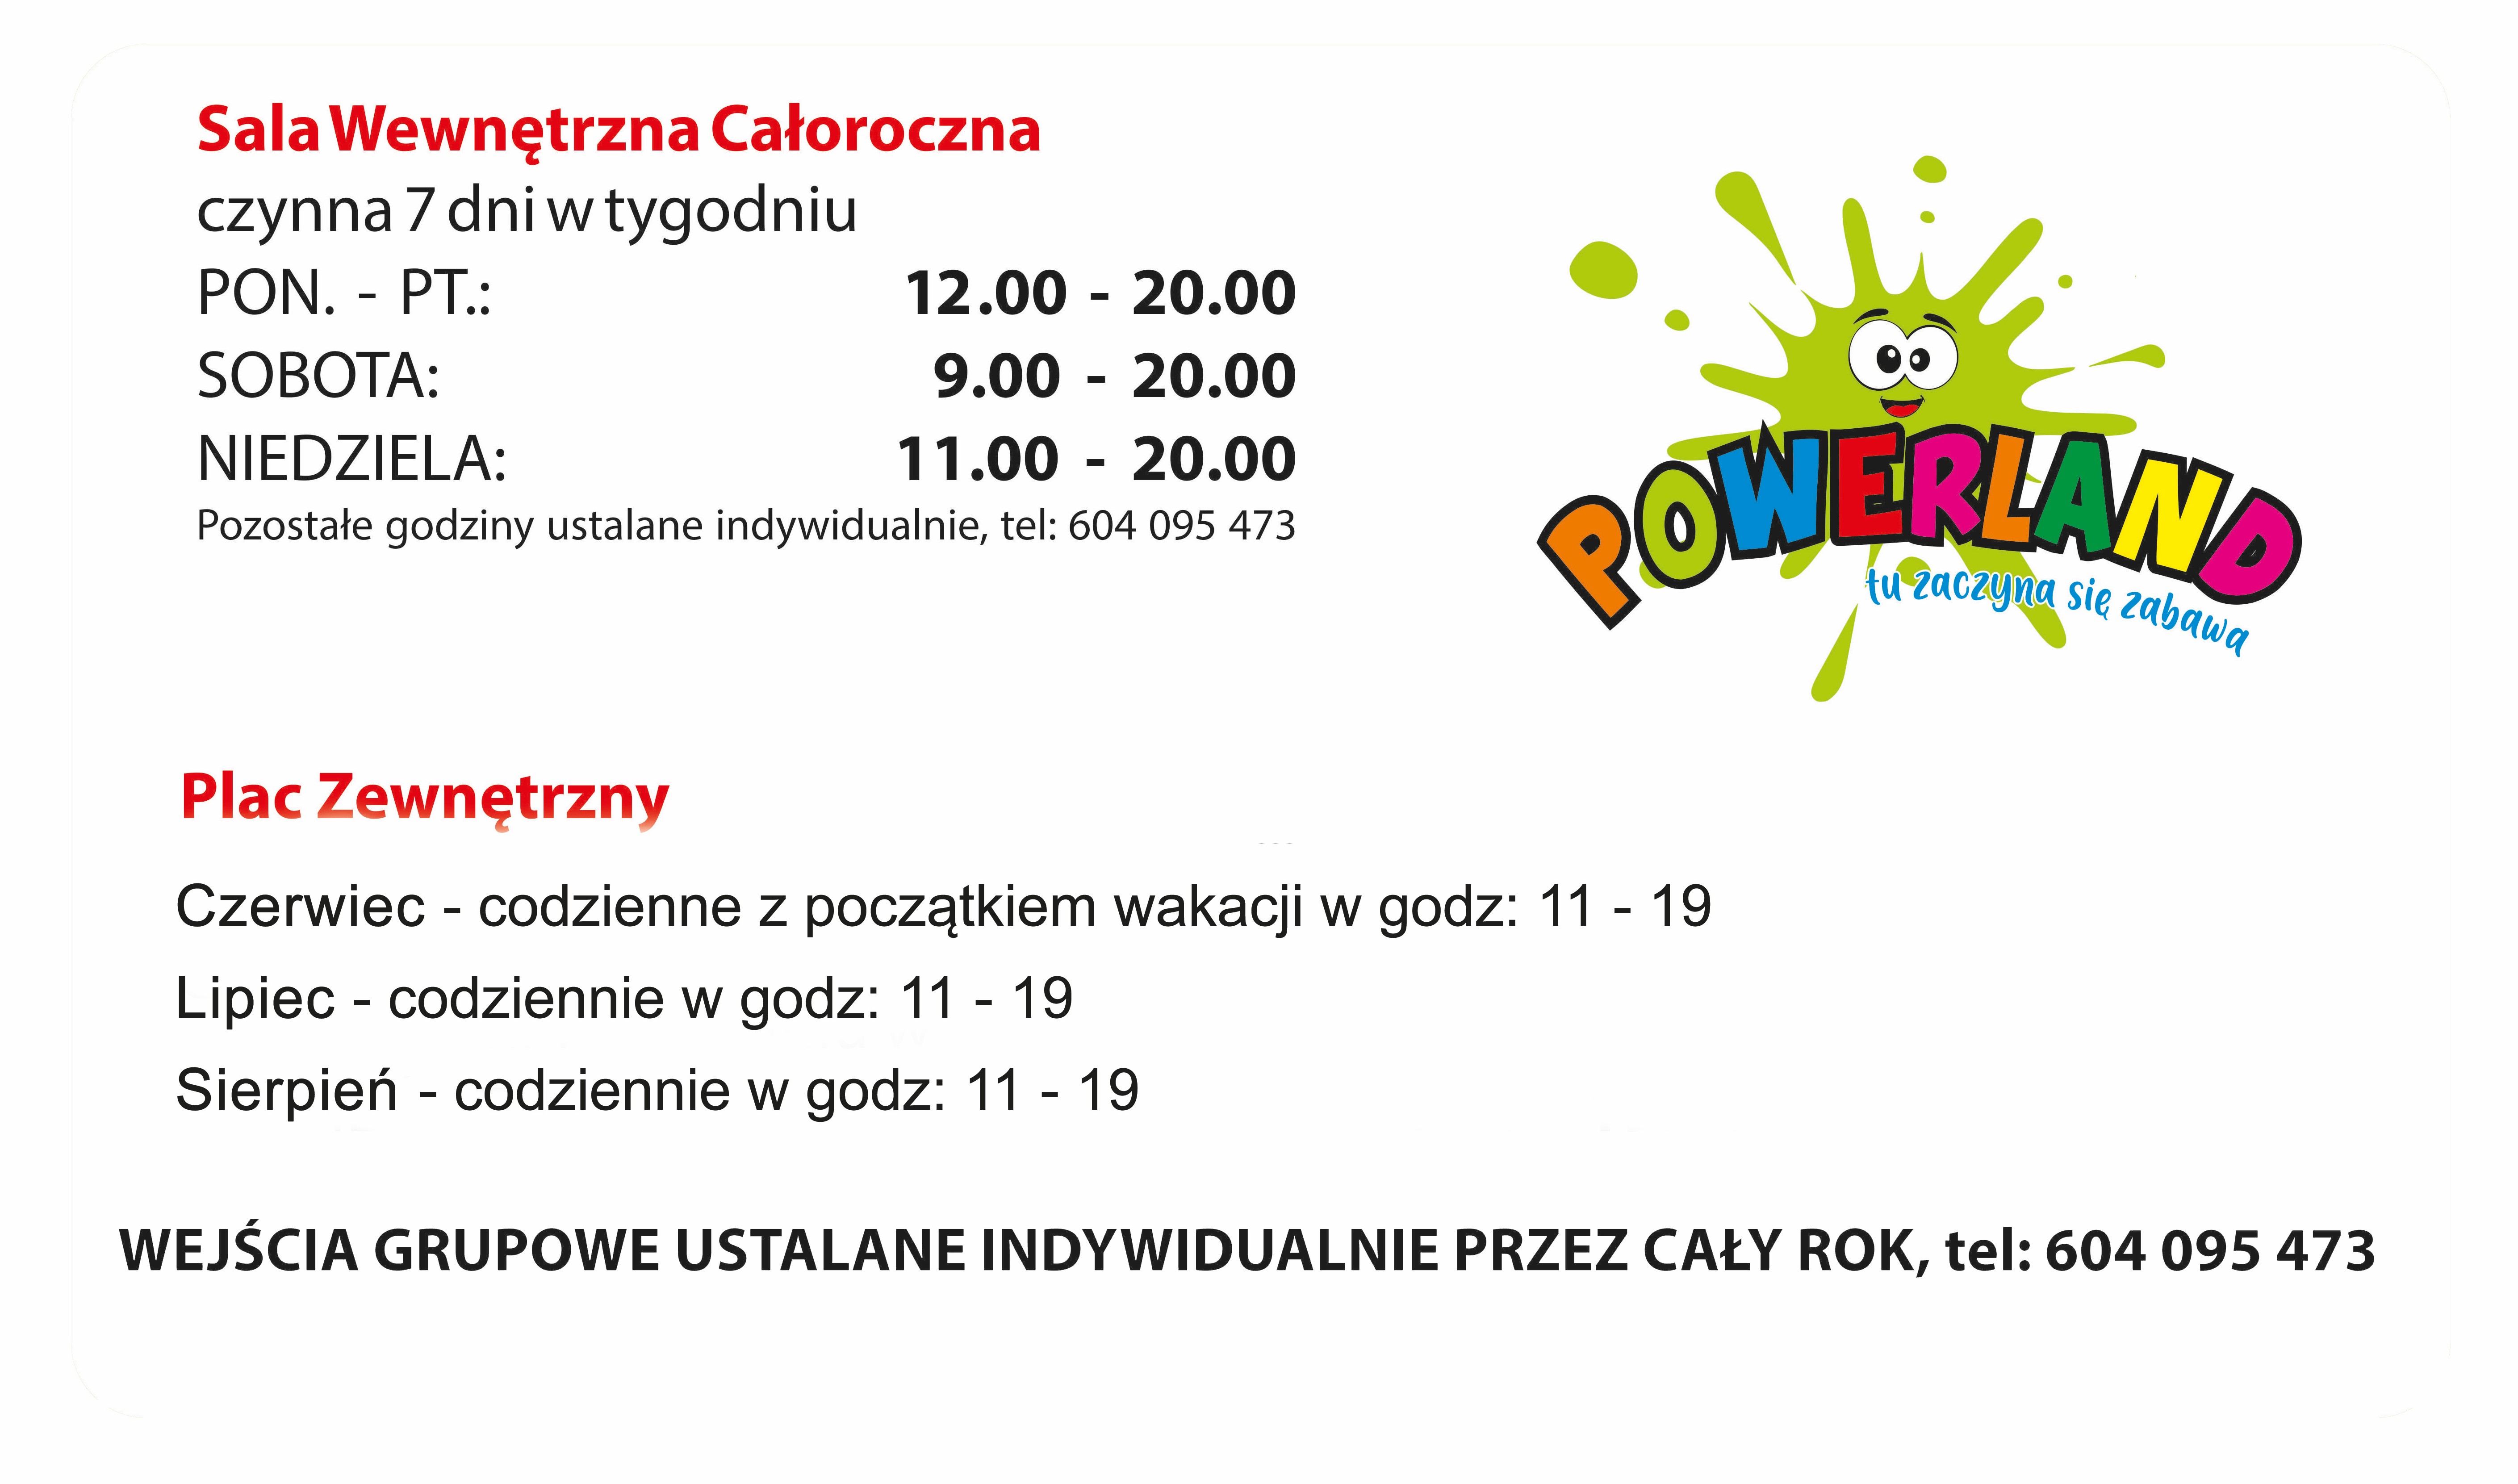 Sala Wewnętrzna Całoroczna
czynna 7 dni w tygodniu
PON. - PT.: 12.00 - 20.00
SOBOTA: 9.00 - 20.00
NIEDZIELA: 11.00 - 20.00
Pozostałe godziny ustalane indywidualnie, tel: 604 095 473
POWERLAND
tu zaczyna się zabawa
Plac Zewnętrzny
Czerwiec - codzienne z początkiem wakacji w godz: 11 - 19
Lipiec - codziennie w godz: 11 - 19
Sierpień - codziennie w godz: 11 - 19
WEJŚCIA GRUPOWE USTALANE INDYWIDUALNIE PRZEZ CAłY ROK, tel: 604 095 473